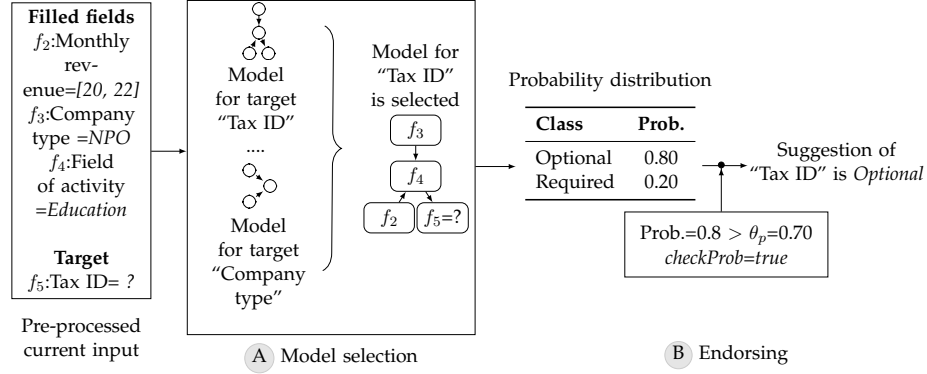 Filled fields
f2:Monthly
rev-
enue=[20, 22]
f3:Company
type =NPO
f4:Field
of activity
=Education
Target
f5:Tax ID= ?
Pre-processed
current input
Model
for target
“Tax ID”
....
Model
for target
“Company
type”
Model for
“Tax ID”
is selected
f3
f4
f2
f5=?
A Model selection
Probability distribution
Class Prob.
Optional 0.80
Required 0.20
Suggestion of
“Tax ID” is Optional
Prob.=0.8 > θp=0.70
checkProb=true
B Endorsing